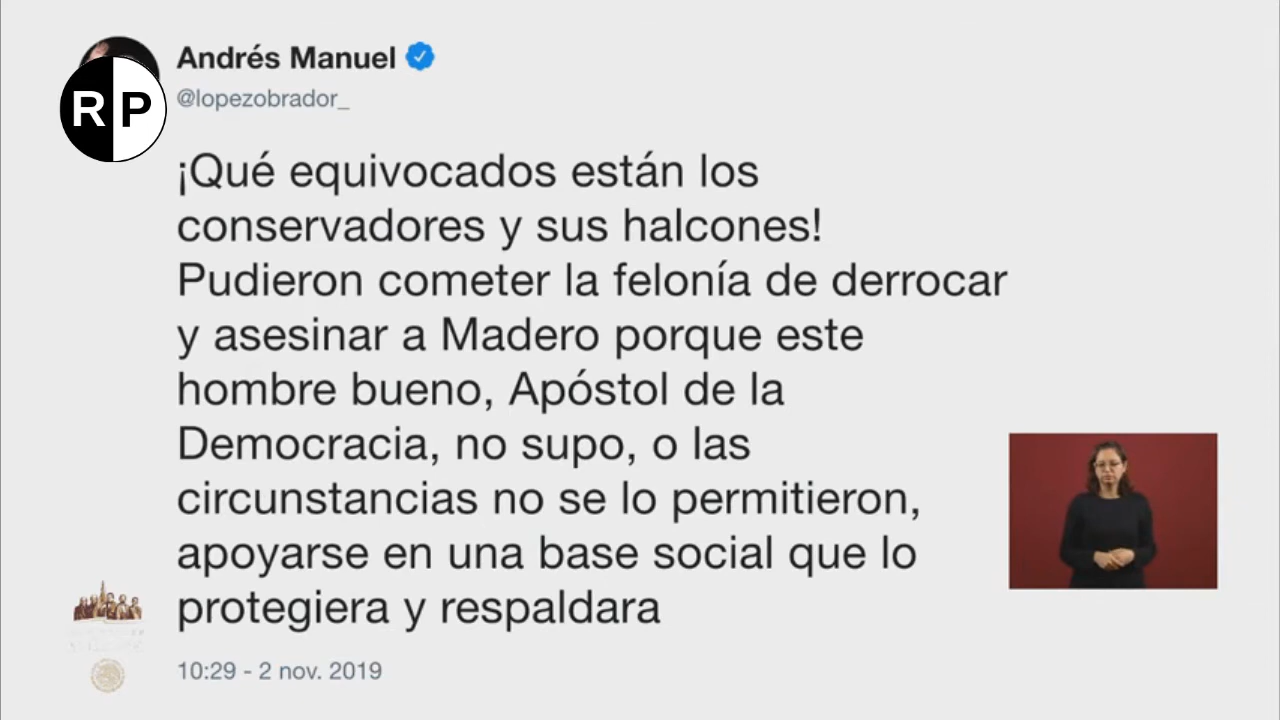 Andrés Manuel
@lopezobrador_
RP
¡Qué equivocados están los
conservadores y sus halcones!
Pudieron cometer la felonía de derrocar
y asesinar a Madero porque este
hombre bueno, Apóstol de la
Democracia, no supo, o las
circunstancias no se lo permitieron,
apoyarse en una base social que lo
protegiera y respaldara
10:29 - 2 nov. 2019